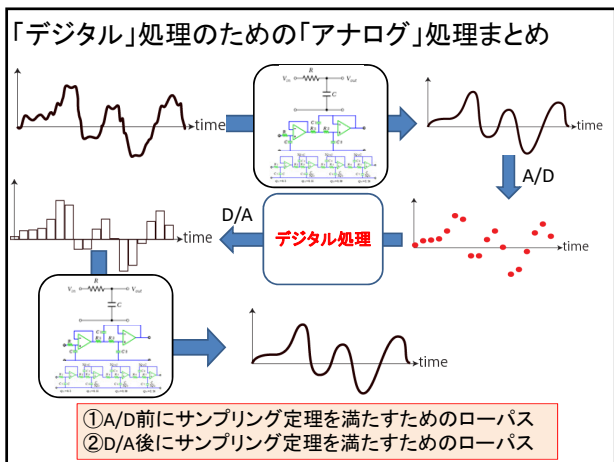 「デジタル」処理のための「アナログ」処理まとめ
R
Vin
Vout
C
time
time
A/D
D/A
デジタル処理
time
time
R
Vin
Vout
C
time
①A/D前にサンプリング定理を満たすためのローパス
②D/A後にサンプリング定理を満たすためのローパス